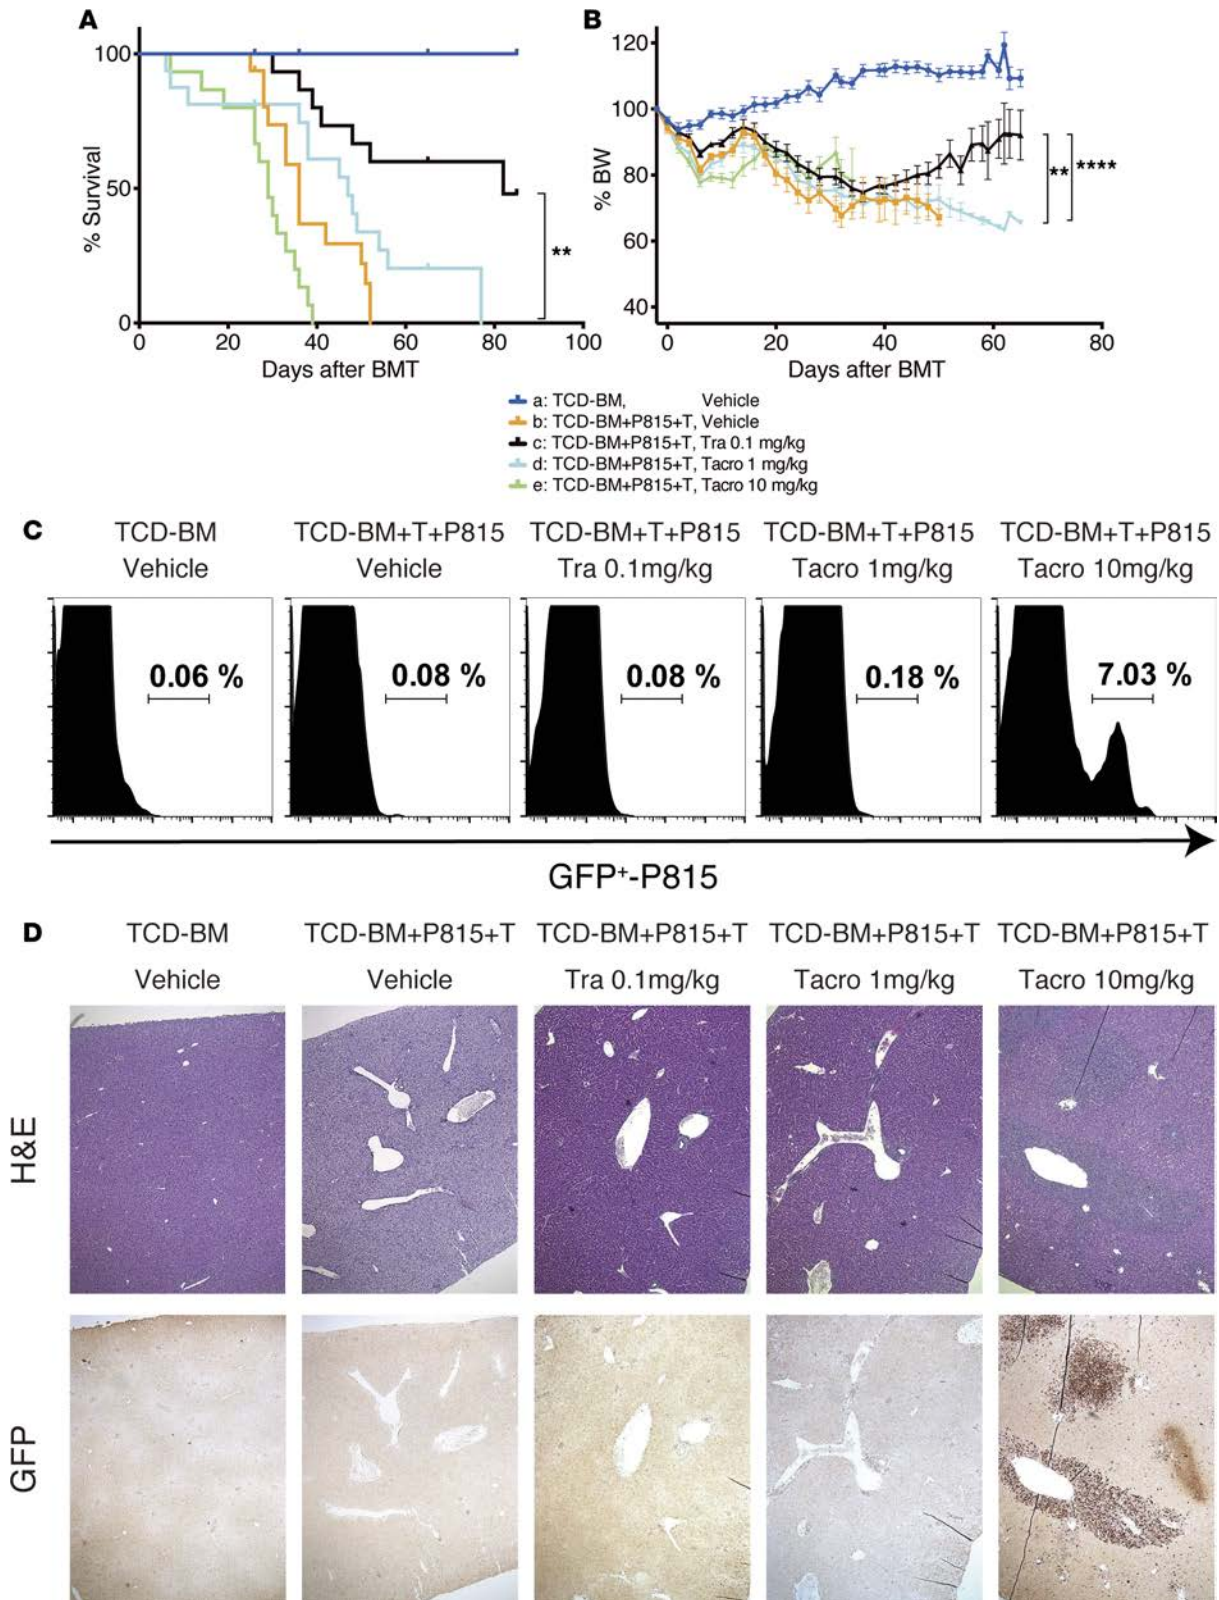 A
B
100
50
0
% Survival
0 20 40 60 80 100
Days after BMT
**
120
100
80
60
40
% BW
0 20 40 60 80
Days after BMT
** ****
a: TCD-BM, Vehicle
b: TCD-BM+P815+T, Vehicle
c: TCD-BM+P815+T, Tra 0.1 mg/kg
d: TCD-BM+P815+T, Tacro 1 mg/kg
e: TCD-BM+P815+T, Tacro 10 mg/kg
C
TCD-BM TCD-BM+T+P815 TCD-BM+T+P815 TCD-BM+T+P815 TCD-BM+T+P815
Vehicle Vehicle Tra 0.1mg/kg Tacro 1mg/kg Tacro 10mg/kg
0.06 % 0.08 % 0.08 % 0.18 % 7.03 %
GFP⁺-P815
D
TCD-BM TCD-BM+P815+T TCD-BM+P815+T TCD-BM+P815+T TCD-BM+P815+T
Vehicle Vehicle Tra 0.1mg/kg Tacro 1mg/kg Tacro 10mg/kg
H&E
GFP